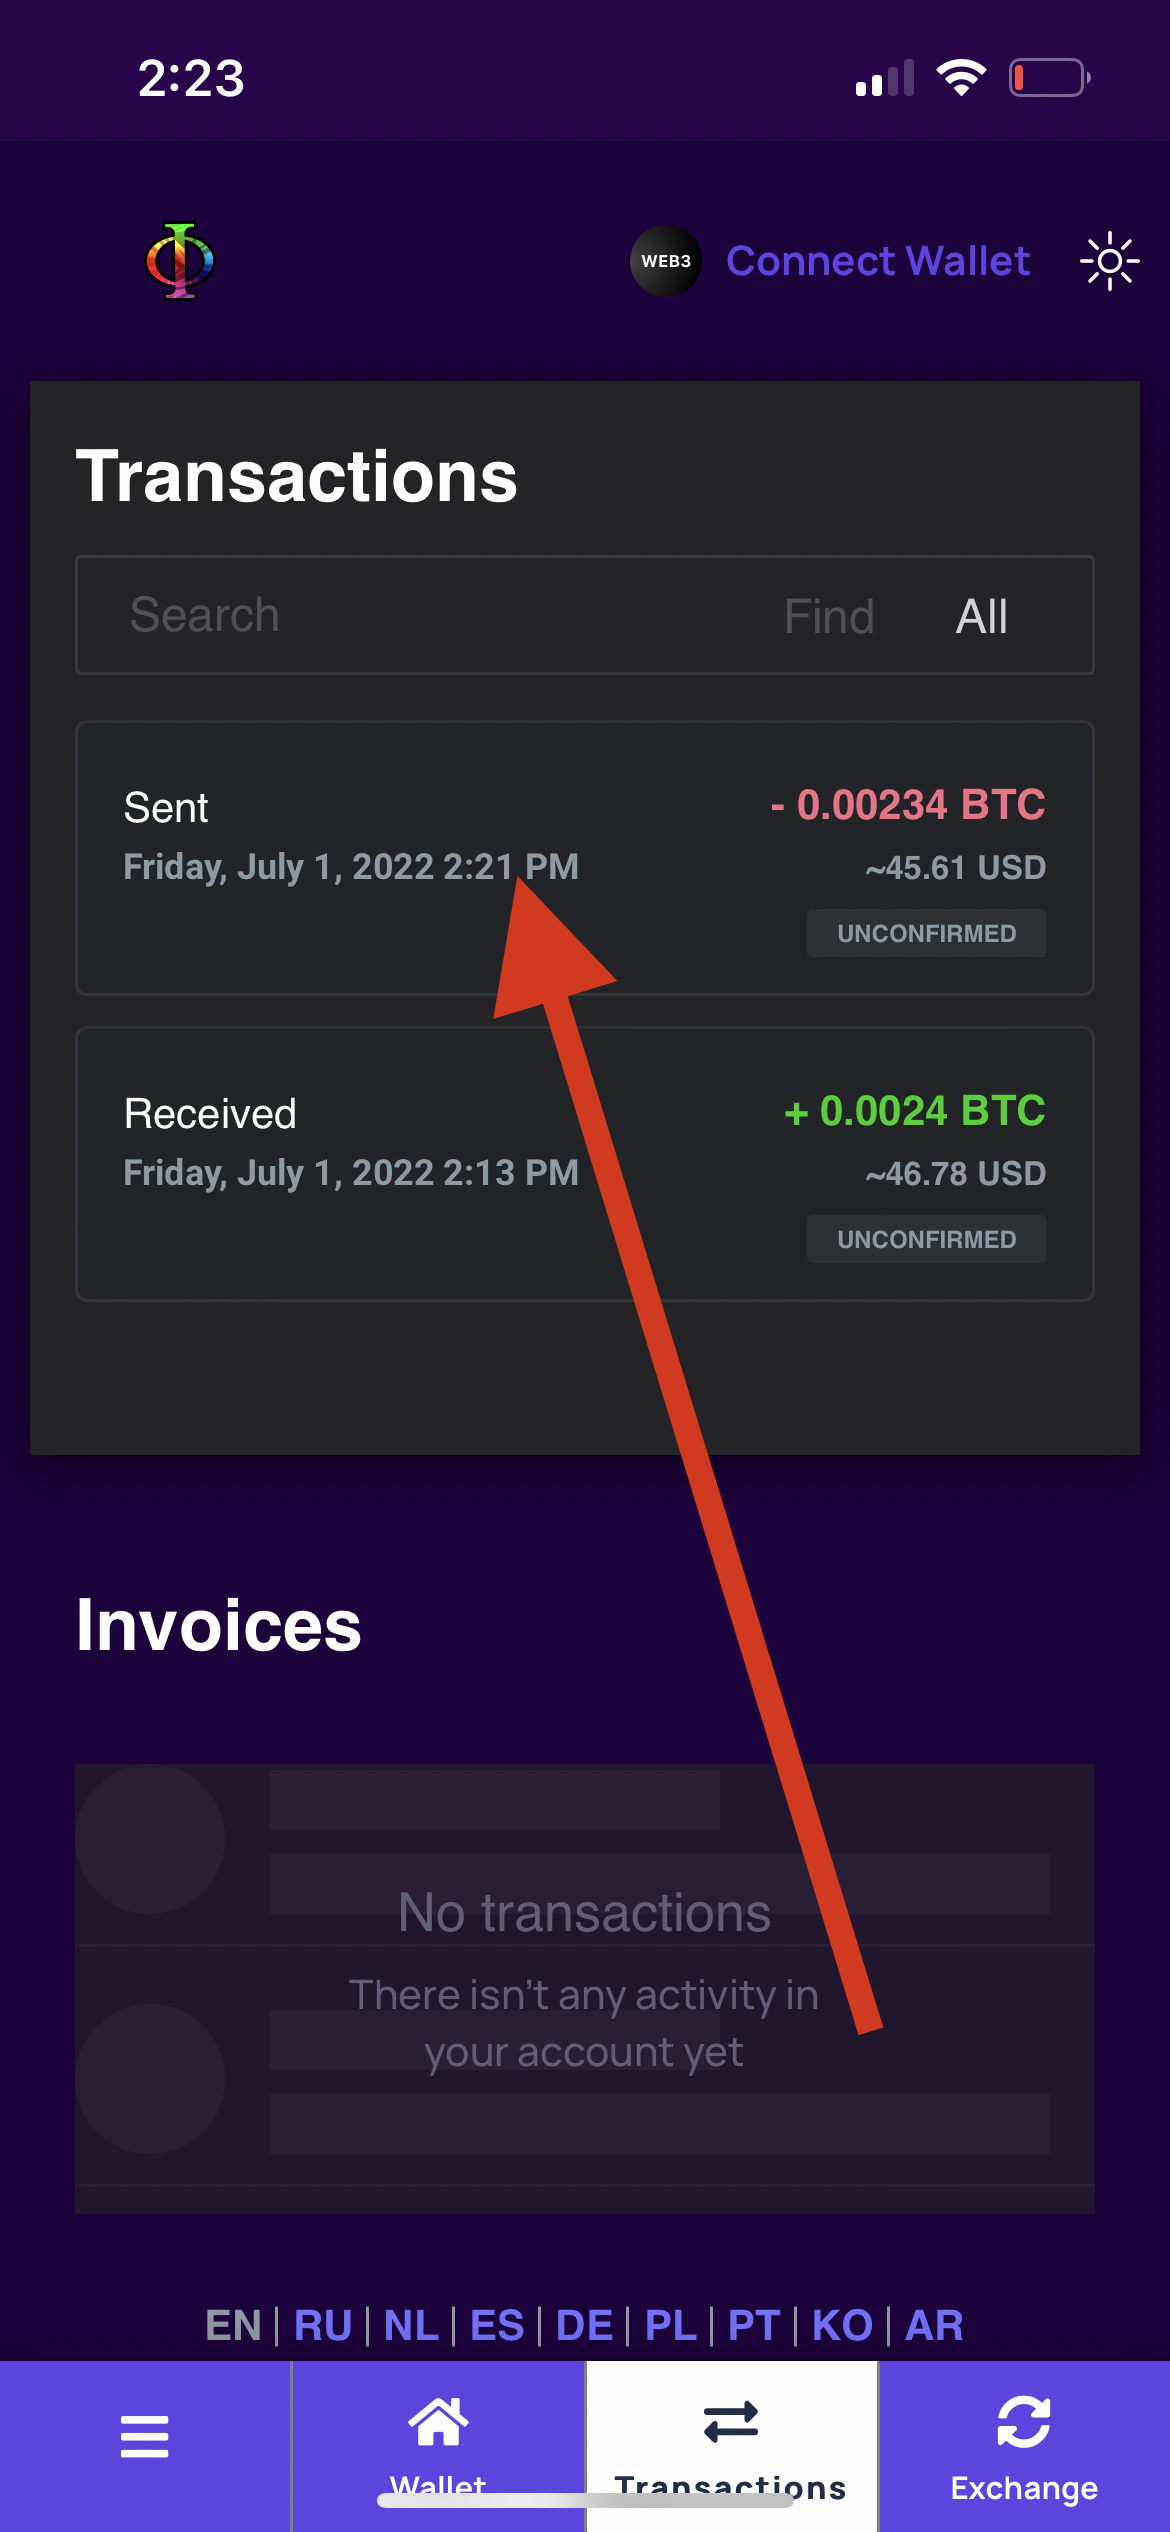 2:23
WEB3 Connect Wallet
Transactions
Search Find All
Sent - 0.00234 BTC
Friday, July 1, 2022 2:21 PM ~45.61 USD
UNCONFIRMED
Received + 0.0024 BTC
Friday, July 1, 2022 2:13 PM ~46.78 USD
UNCONFIRMED
Invoices
No transactions
There isn't any activity in
your account yet
EN | RU | NL | ES | DE | PL | PT | KO | AR
Wallet Transactions Exchange